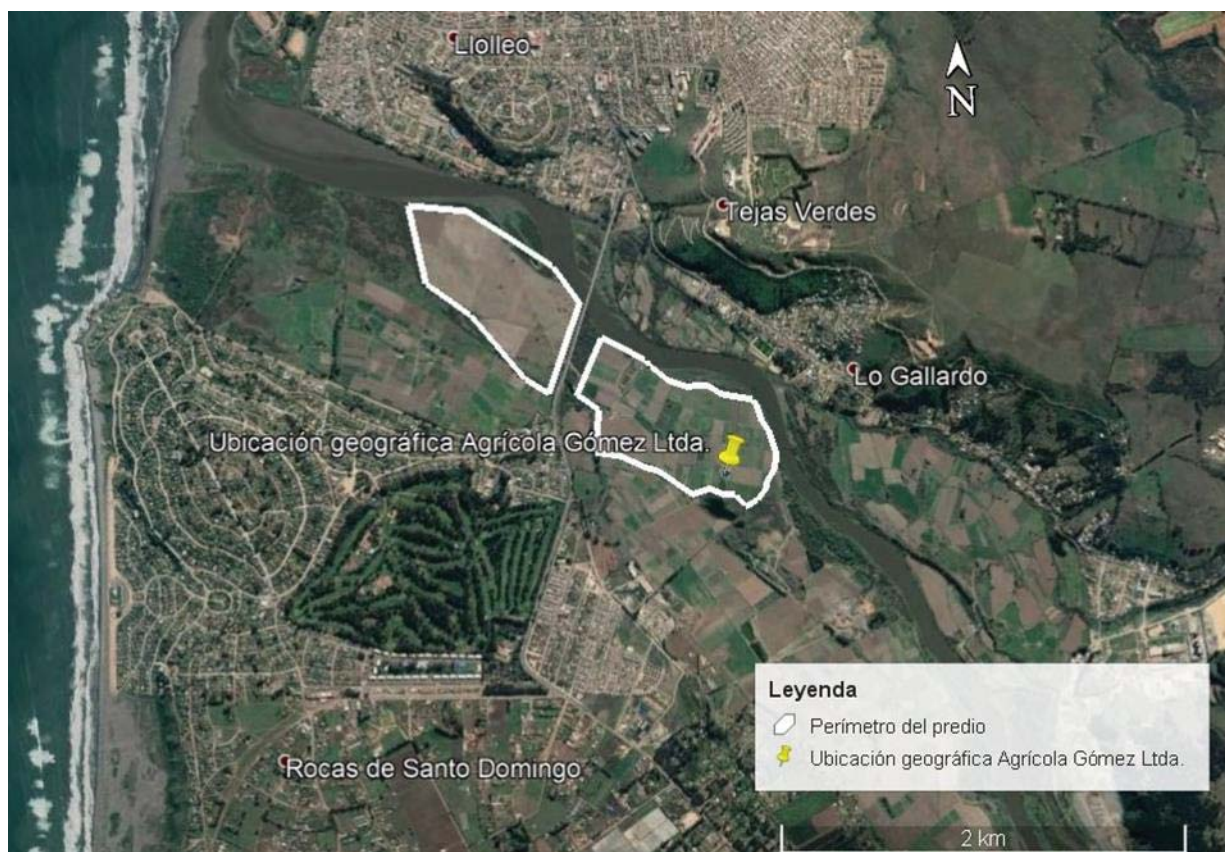 Llolleo
N
Tejas Verdes
Lo Gallardo
Ubicación geográfica Agrícola Gómez Ltda.
Rocas de Santo Domingo
Leyenda
Perímetro del predio
Ubicación geográfica Agrícola Gómez Ltda.
2 km